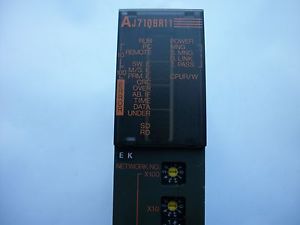 AJ71QBR11
RUN POWER
PC MNG
REMOTE S. MNG
D. LINK
SW. E T. PASS
M/S. E
PRM. E CPUR/W
CRC
OVER
AB. IF
TIME
DATA
UNDER
SD
RD
E K
NETWORK NO.
X100
X10